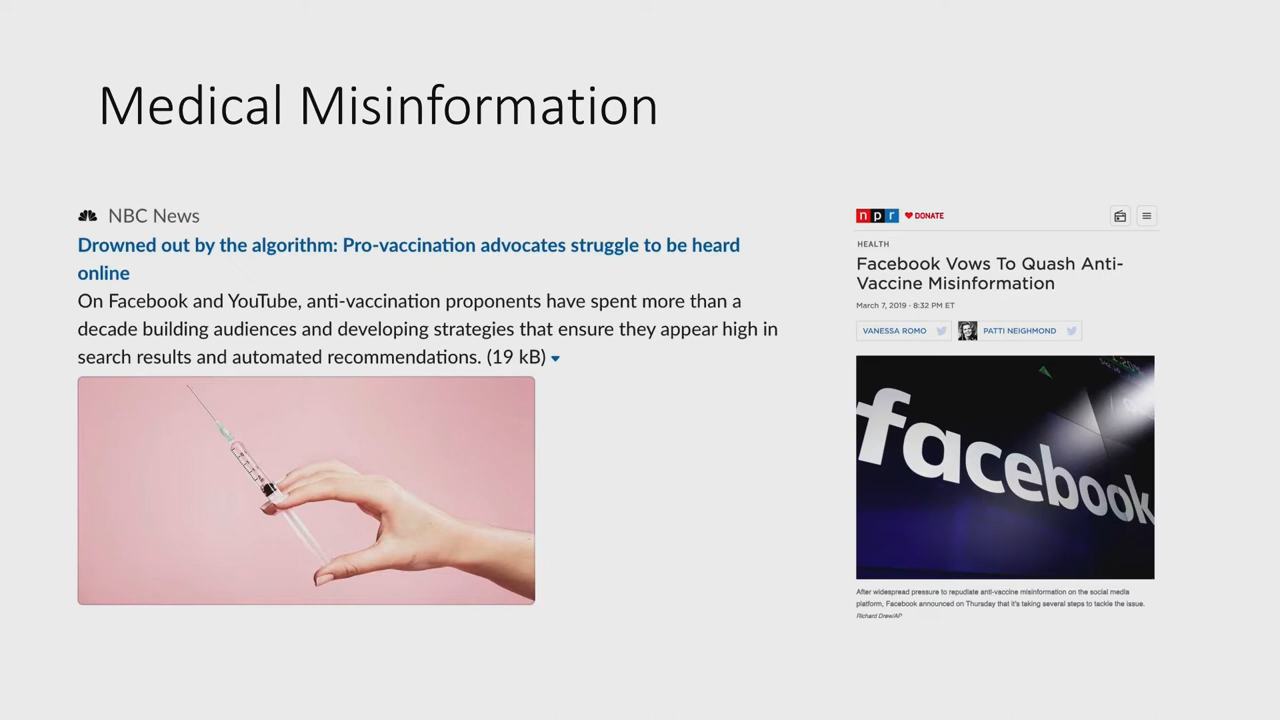 Medical Misinformation
NBC News
Drowned out by the algorithm: Pro-vaccination advocates struggle to be heard
online
On Facebook and YouTube, anti-vaccination proponents have spent more than a
decade building audiences and developing strategies that ensure they appear high in
search results and automated recommendations. (19 kB)
npr DONATE
HEALTH
Facebook Vows To Quash Anti-
Vaccine Misinformation
March 7, 2019 · 8:32 PM ET
VANESSA ROMO PATTI NEIGHMOND
facebook
After widespread pressure to repudiate anti-vaccine misinformation on the social media
platform, Facebook announced on Thursday that it's taking several steps to tackle the issue.
Richard Drew/AP